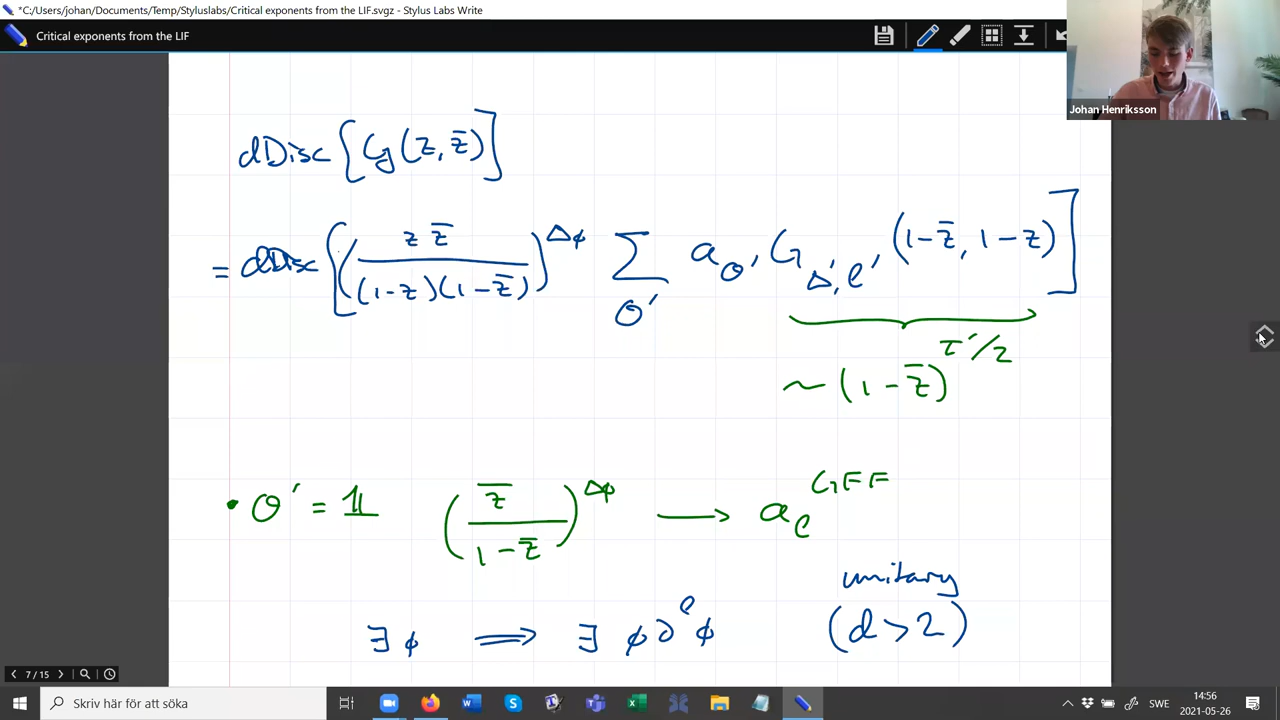 *C:/Users/johan/Documents/Temp/Styluslabs/Critical exponents from the LIF.svgz - Stylus Labs Write
Critical exponents from the LIF
Johan Henriksson
dDisc [G(z, z̄)]
= dDisc [(z z̄ / (1-z)(1-z̄))^Δφ Σ_O' a_O' G_Δ',ℓ' (1-z̄, 1-z)]
~ (1-z̄)^τ'/2
• O' = 𝟙 (z̄ / 1-z̄)^Δφ → a_ℓ^GFF
unitary
∃ φ ⟹ ∃ φ∂^ℓφ (d>2)
7/15
Skriv här för att söka
SWE
14:56
2021-05-26